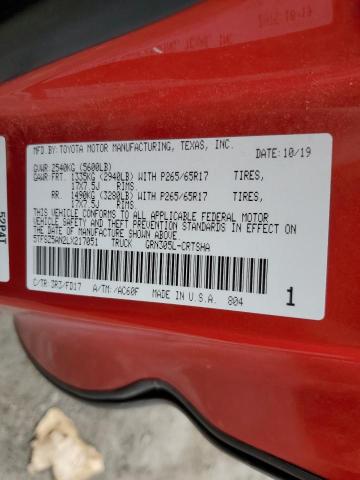 MFD.BY:TOYOTA MOTOR MANUFACTURING, TEXAS, INC.
DATE: 10/19
GVWR: 2540KG (5600LB)
GAWR: FRT. 1335KG (2940LB) WITH P265/65R17 TIRES,
17X7.5J RIMS.
RR. 1490KG (3280LB) WITH P265/65R17 TIRES,
17X7.5J RIMS.
THIS VEHICLE CONFORMS TO ALL APPLICABLE FEDERAL MOTOR
VEHICLE SAFETY STANDARDS IN EFFECT ON THE DATE OF
MANUFACTURE SHOWN ABOVE.
5TFSZ5AN2LX217051 TRUCK GRN305L-CRTSHA
C/TR: 3R3/FD17 A/TM: /AC60F MADE IN U.S.A. 804 1